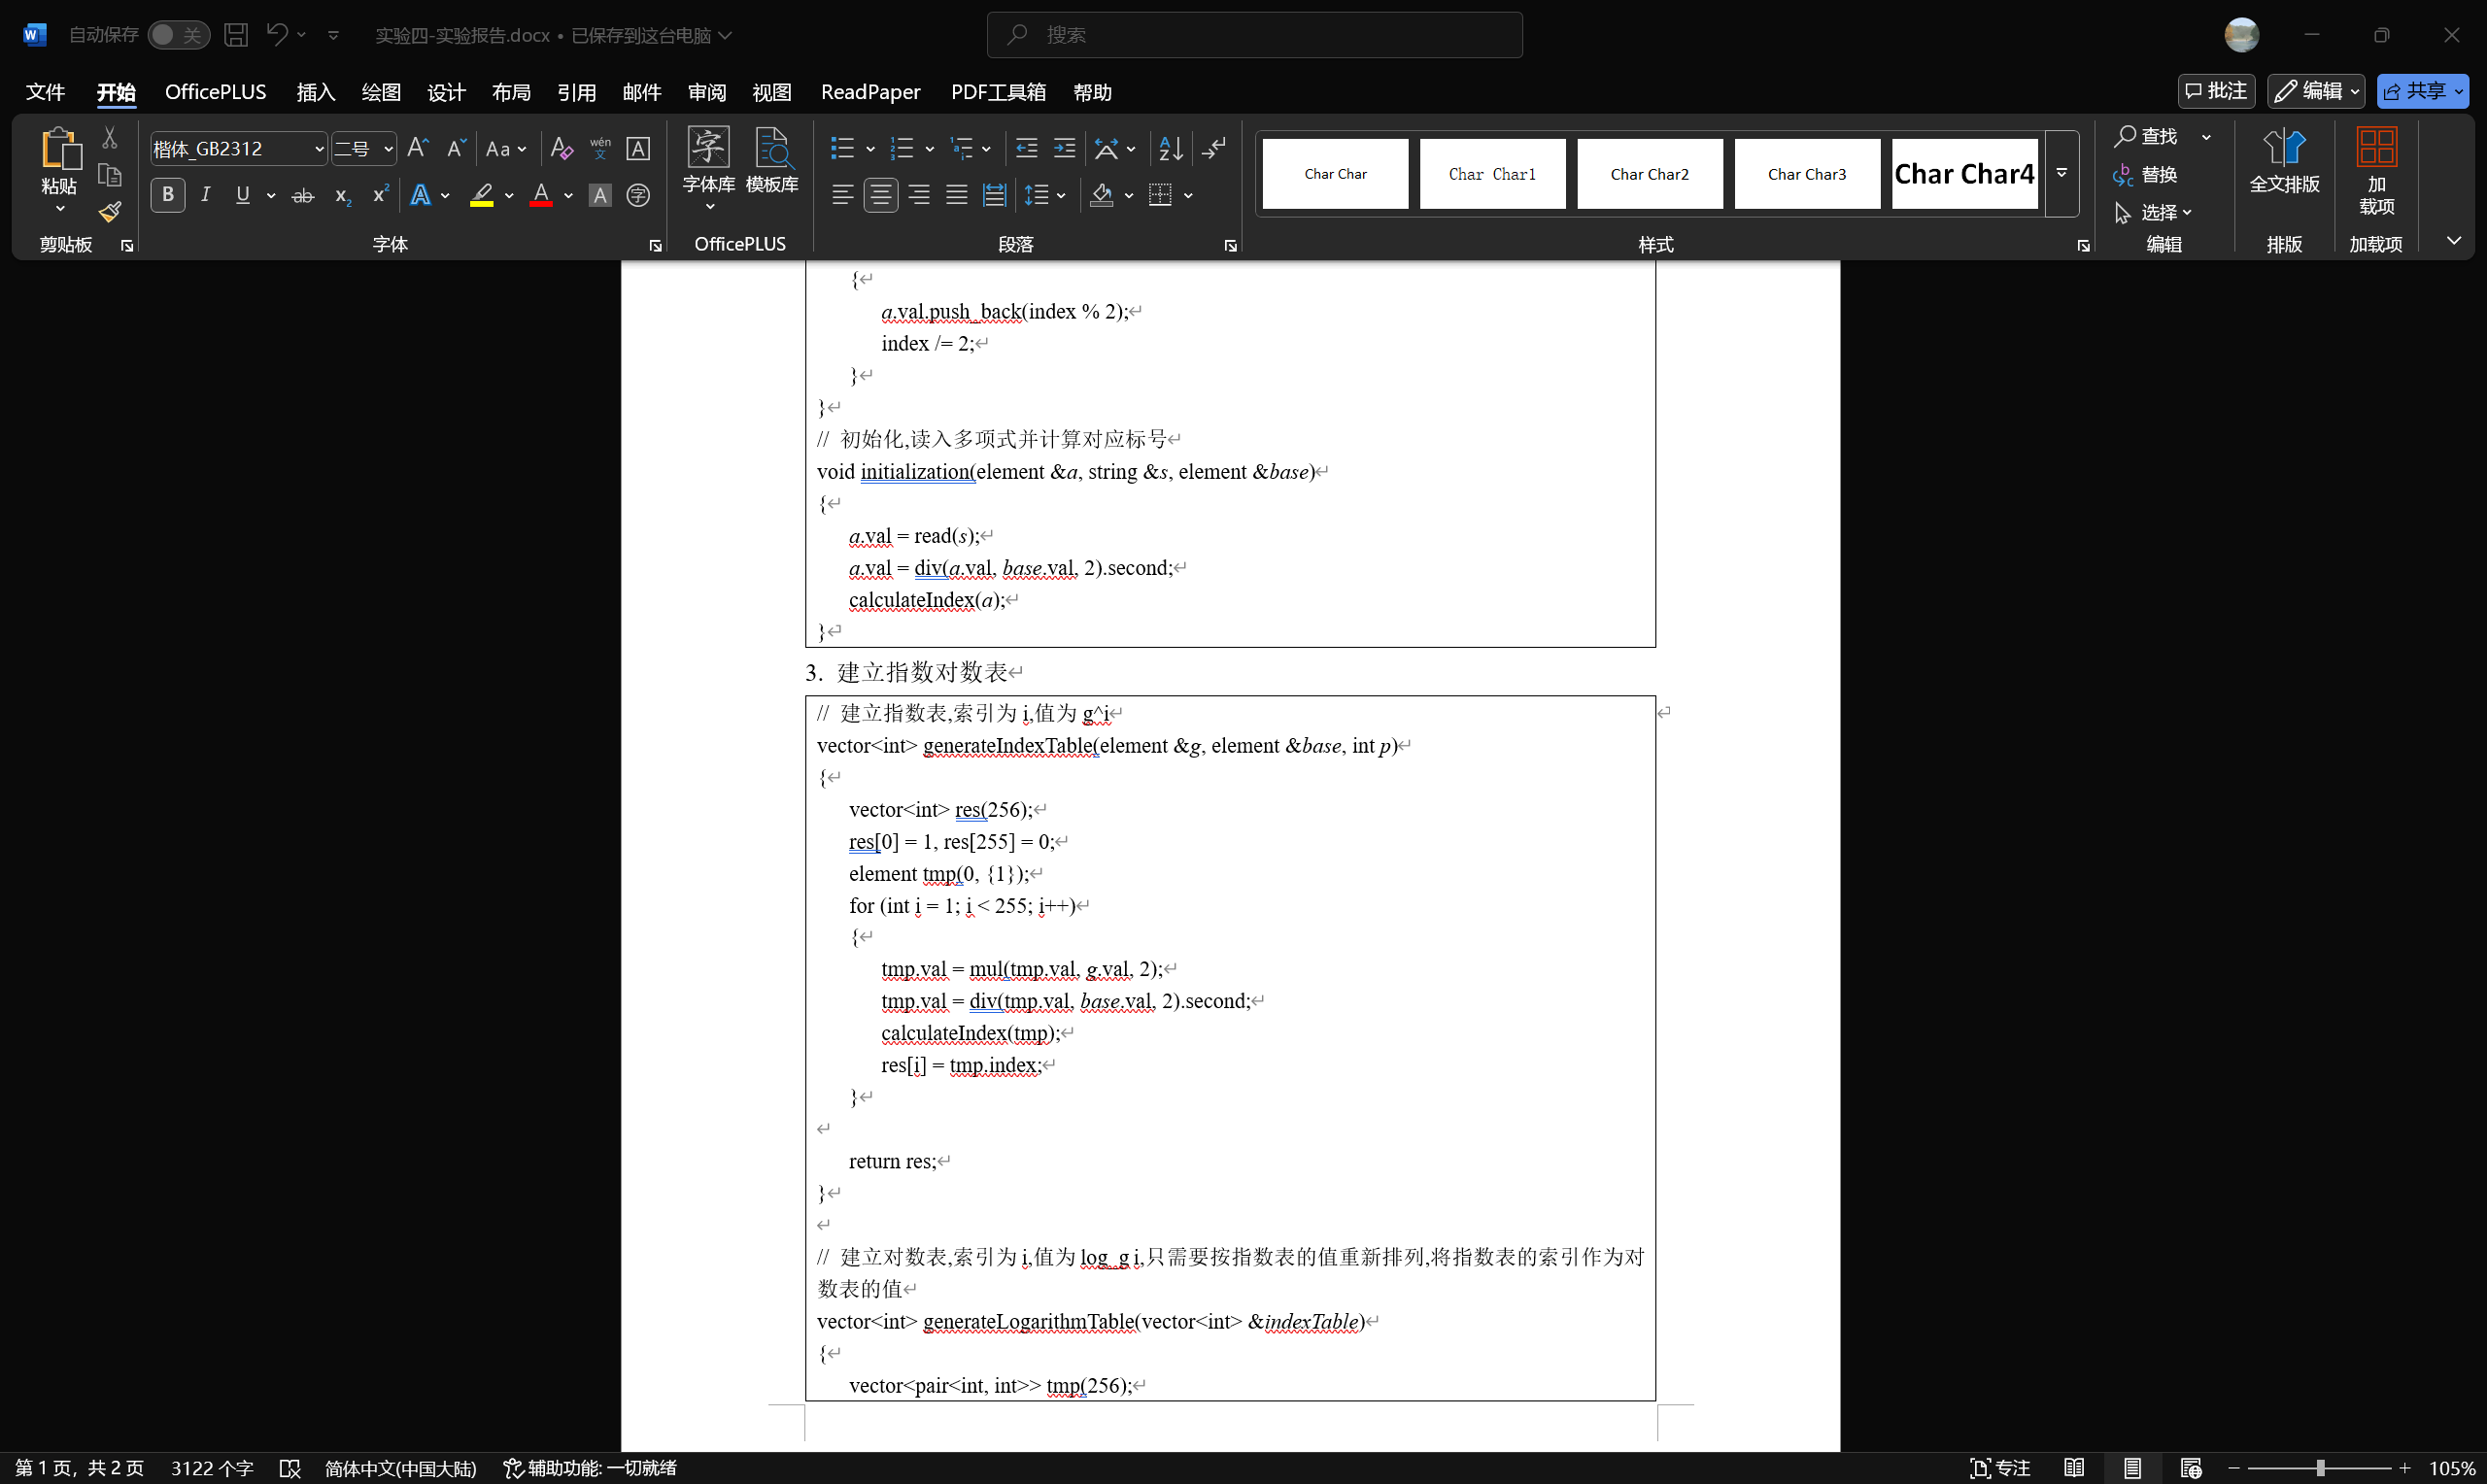 自动保存 关 实验四-实验报告.docx • 已保存到这台电脑
搜索
文件 开始 OfficePLUS 插入 绘图 设计 布局 引用 邮件 审阅 视图 ReadPaper PDF工具箱 帮助
批注 编辑 共享
粘贴
剪贴板
楷体_GB2312 二号
字体
字体库 模板库
OfficePLUS
段落
Char Char Char Char1 Char Char2 Char Char3 Char Char4
样式
查找
替换
选择
编辑
全文排版
排版
加
载项
加载项
{
a.val.push_back(index % 2);
index /= 2;
}
}
// 初始化,读入多项式并计算对应标号
void initialization(element &a, string &s, element &base)
{
a.val = read(s);
a.val = div(a.val, base.val, 2).second;
calculateIndex(a);
}
3. 建立指数对数表
// 建立指数表,索引为 i,值为 g^i
vector<int> generateIndexTable(element &g, element &base, int p)
{
vector<int> res(256);
res[0] = 1, res[255] = 0;
element tmp(0, {1});
for (int i = 1; i < 255; i++)
{
tmp.val = mul(tmp.val, g.val, 2);
tmp.val = div(tmp.val, base.val, 2).second;
calculateIndex(tmp);
res[i] = tmp.index;
}
return res;
}
// 建立对数表,索引为 i,值为 log_g i,只需要按指数表的值重新排列,将指数表的索引作为对
数表的值
vector<int> generateLogarithmTable(vector<int> &indexTable)
{
vector<pair<int, int>> tmp(256);
第 1 页，共 2 页 3122 个字 简体中文(中国大陆) 辅助功能: 一切就绪 专注 105%